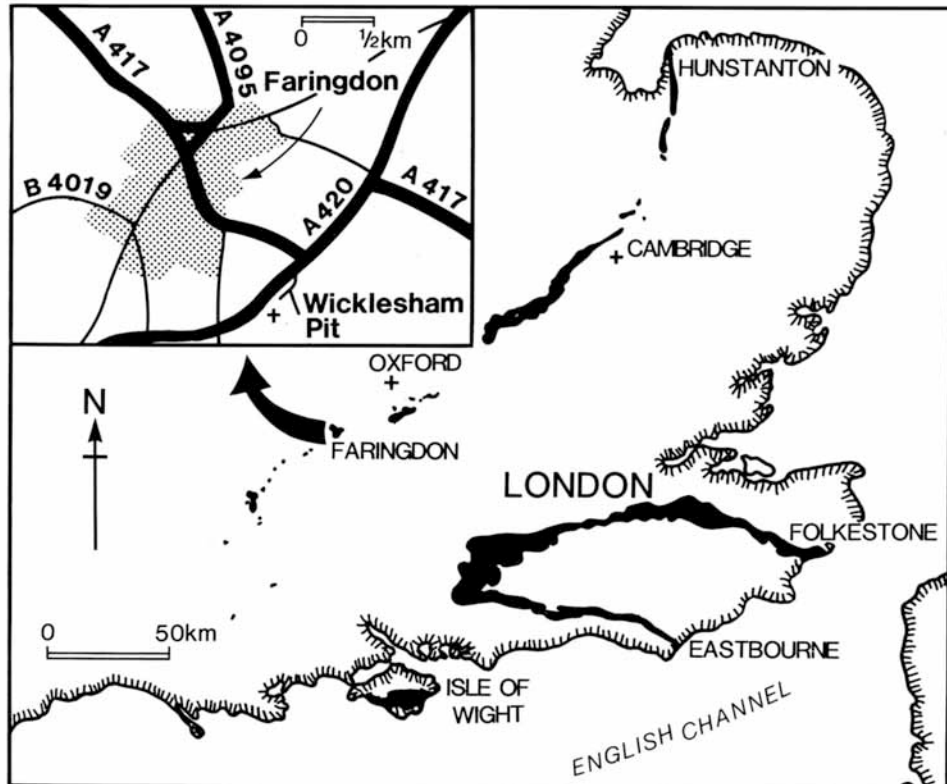 A 417
A 4095
0 ½km
Faringdon
B 4019
A 420
A 417
Wicklesham
Pit
HUNSTANTON
CAMBRIDGE
OXFORD
N
FARINGDON
LONDON
FOLKESTONE
0 50km
EASTBOURNE
ISLE OF
WIGHT
ENGLISH CHANNEL